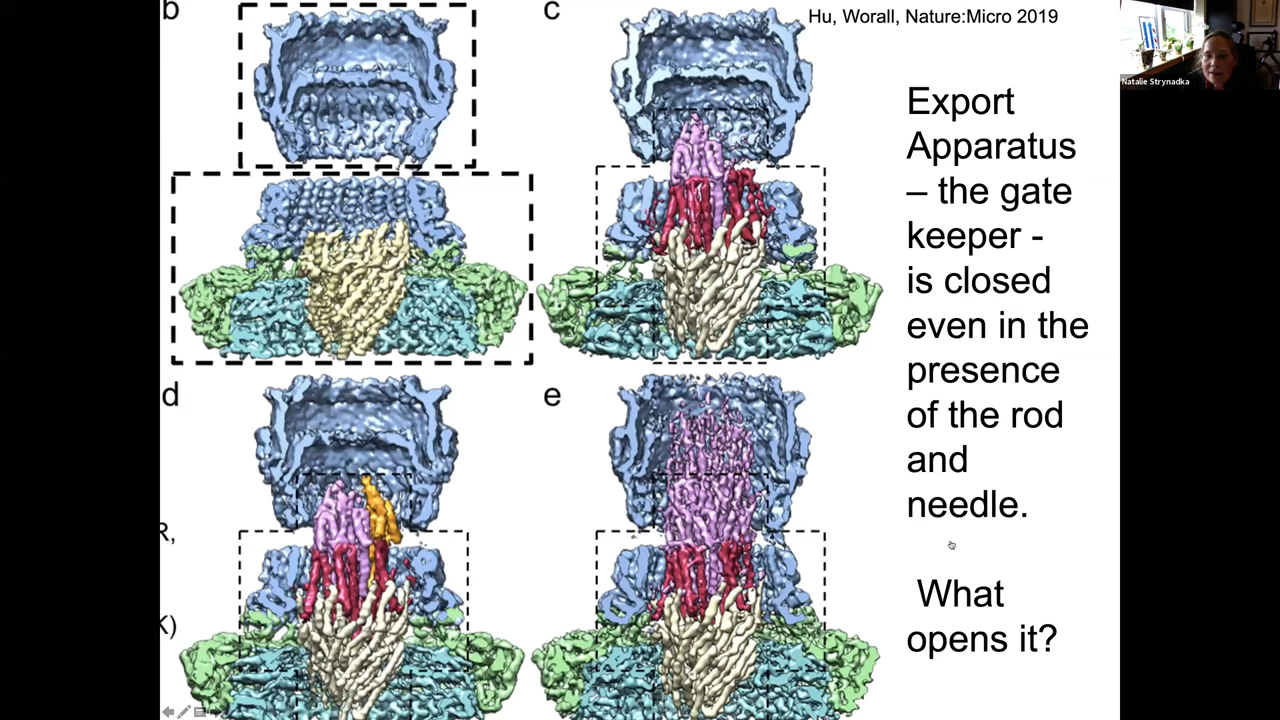 b
c
Hu, Worall, Nature:Micro 2019
Natalie Strynadka
Export
Apparatus
– the gate
keeper -
is closed
even in the
presence
of the rod
and
needle.
What
opens it?
d
e
R,
K)